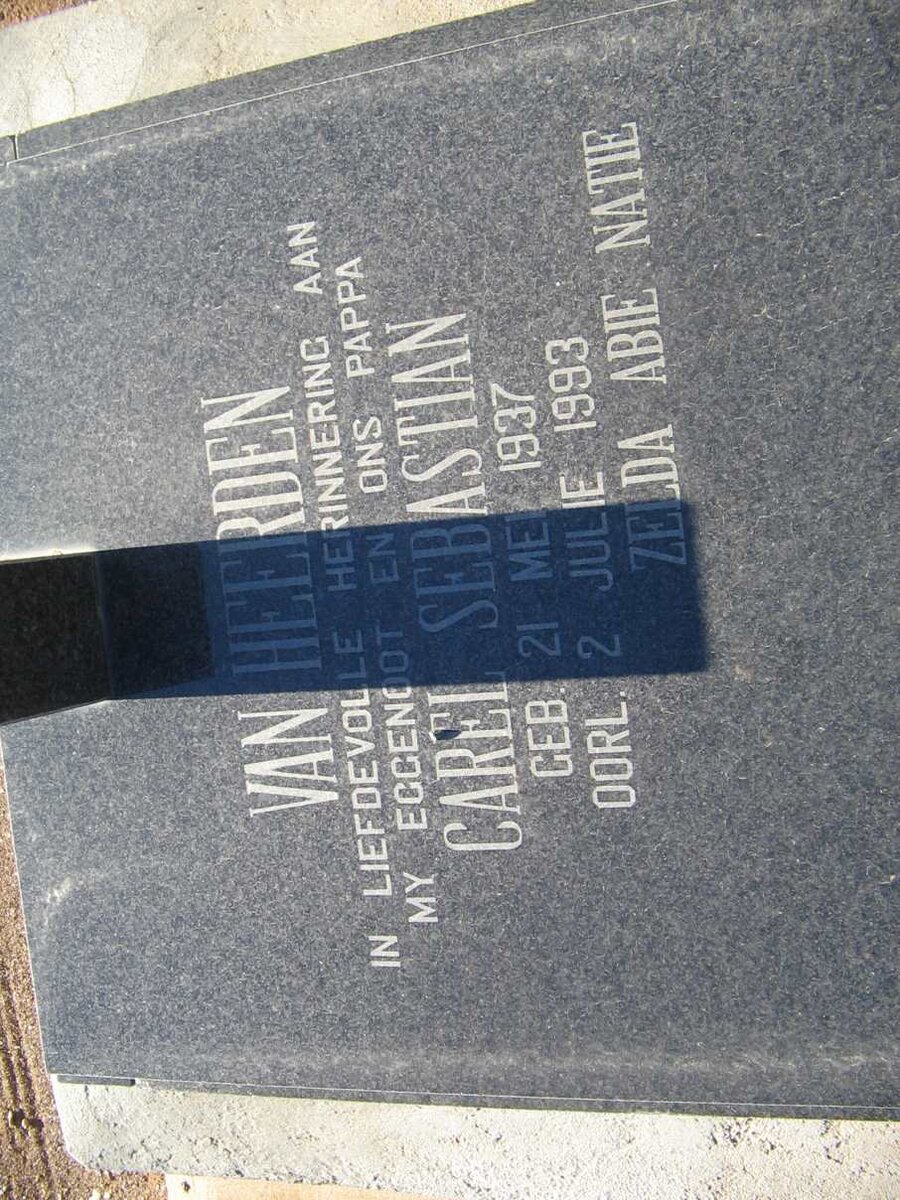 VAN HEERDEN
IN LIEFDEVOLLE HERINNERING AAN
MY EGGENOOT EN ONS PAPPA
CAREL SEBASTIAN
GEB. 21 MEI 1937
OORL. 2 JULIE 1993
ZELDA ABIE NATIE